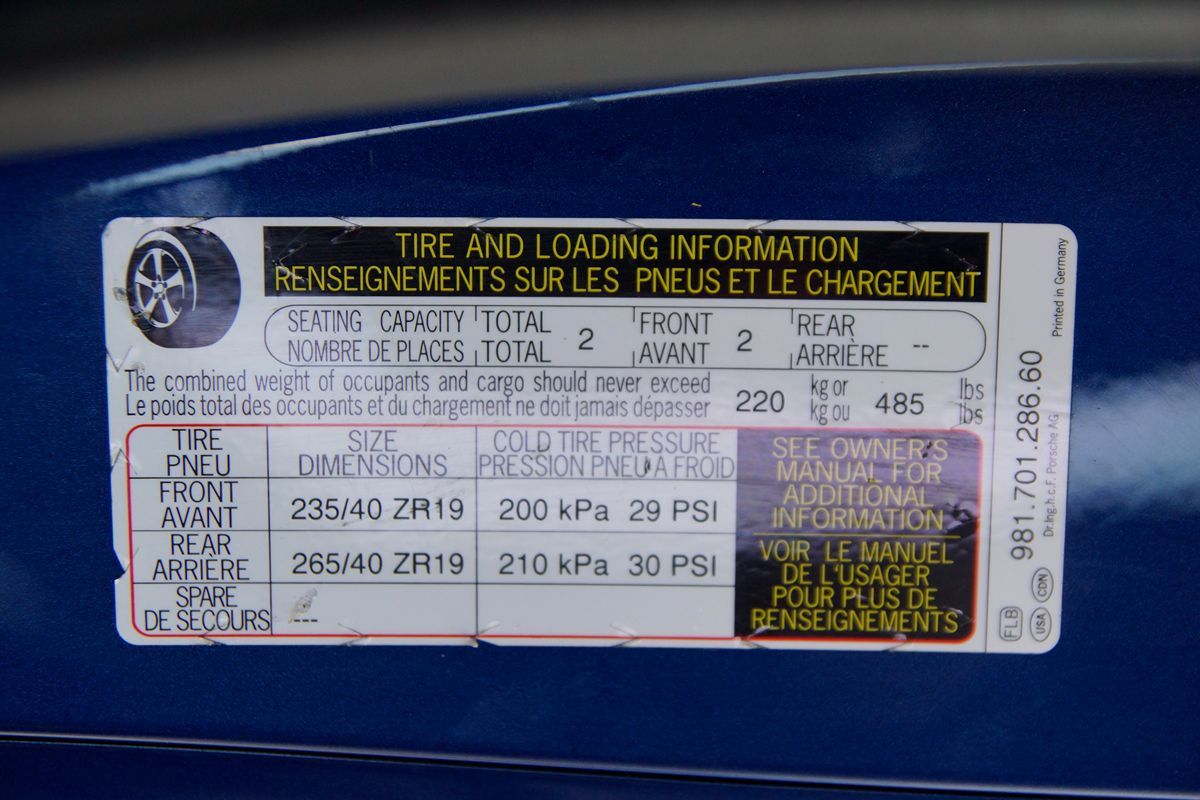 TIRE AND LOADING INFORMATION
RENSEIGNEMENTS SUR LES PNEUS ET LE CHARGEMENT
SEATING CAPACITY TOTAL 2 FRONT 2 REAR --
NOMBRE DE PLACES TOTAL AVANT ARRIÈRE
The combined weight of occupants and cargo should never exceed 220 kg or 485 lbs
Le poids total des occupants et du chargement ne doit jamais dépasser kg ou lbs
TIRE SIZE COLD TIRE PRESSURE
PNEU DIMENSIONS PRESSION PNEU A FROID
FRONT
AVANT 235/40 ZR19 200 kPa 29 PSI
REAR
ARRIÈRE 265/40 ZR19 210 kPa 30 PSI
SPARE
DE SECOURS ---
SEE OWNER'S
MANUAL FOR
ADDITIONAL
INFORMATION
VOIR LE MANUEL
DE L'USAGER
POUR PLUS DE
RENSEIGNEMENTS
Printed in Germany
981.701.286.60
Dr.Ing.h.c.F. Porsche AG
FLB USA CDN